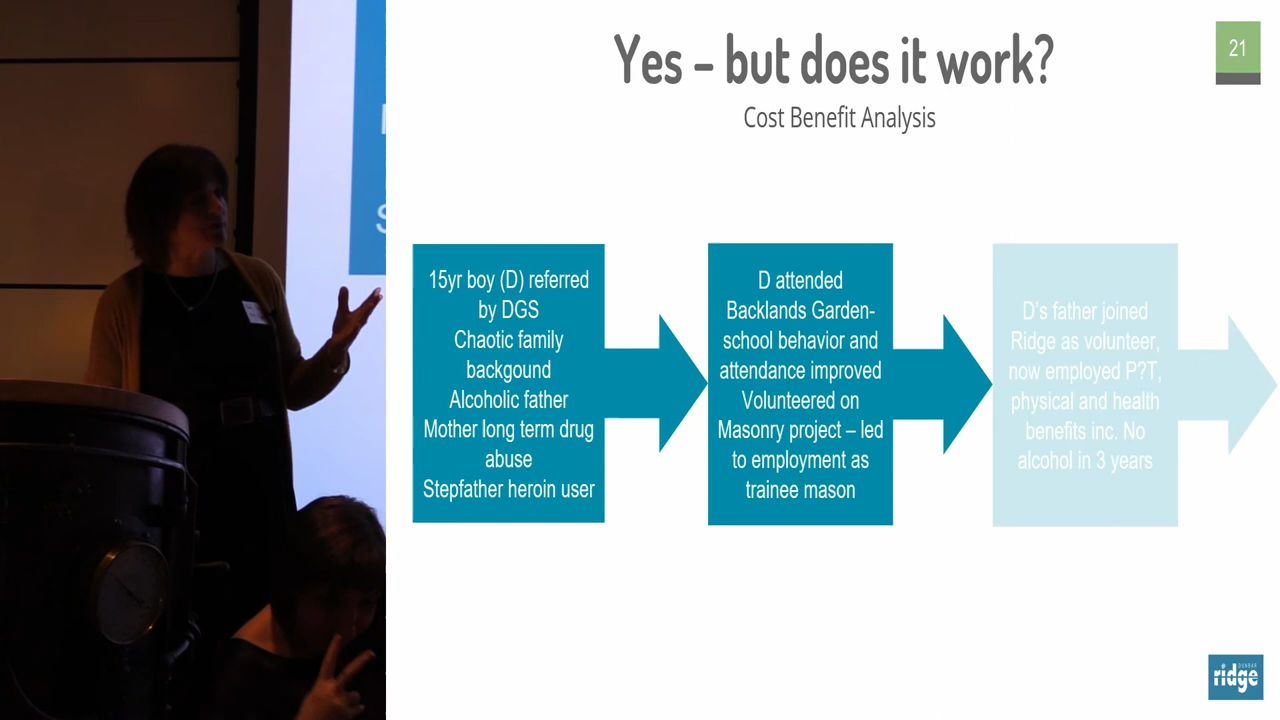 Yes – but does it work?
21
Cost Benefit Analysis
15yr boy (D) referred
by DGS
Chaotic family
backgound
Alcoholic father
Mother long term drug
abuse
Stepfather heroin user
D attended
Backlands Garden-
school behavior and
attendance improved
Volunteered on
Masonry project – led
to employment as
trainee mason
D's father joined
Ridge as volunteer,
now employed P?T,
physical and health
benefits inc. No
alcohol in 3 years
DUNBAR
ridge